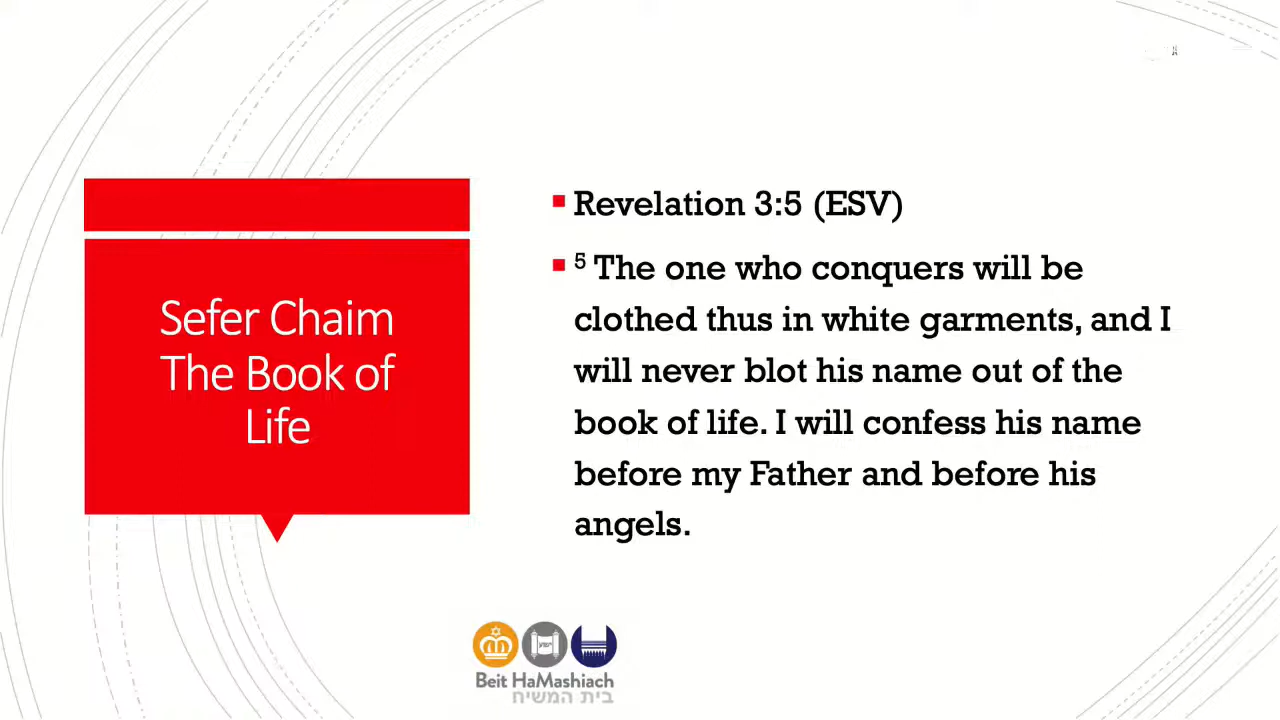 Sefer Chaim
The Book of
Life
Revelation 3:5 (ESV)
5 The one who conquers will be
clothed thus in white garments, and I
will never blot his name out of the
book of life. I will confess his name
before my Father and before his
angels.
Beit HaMashiach
בית המשיח